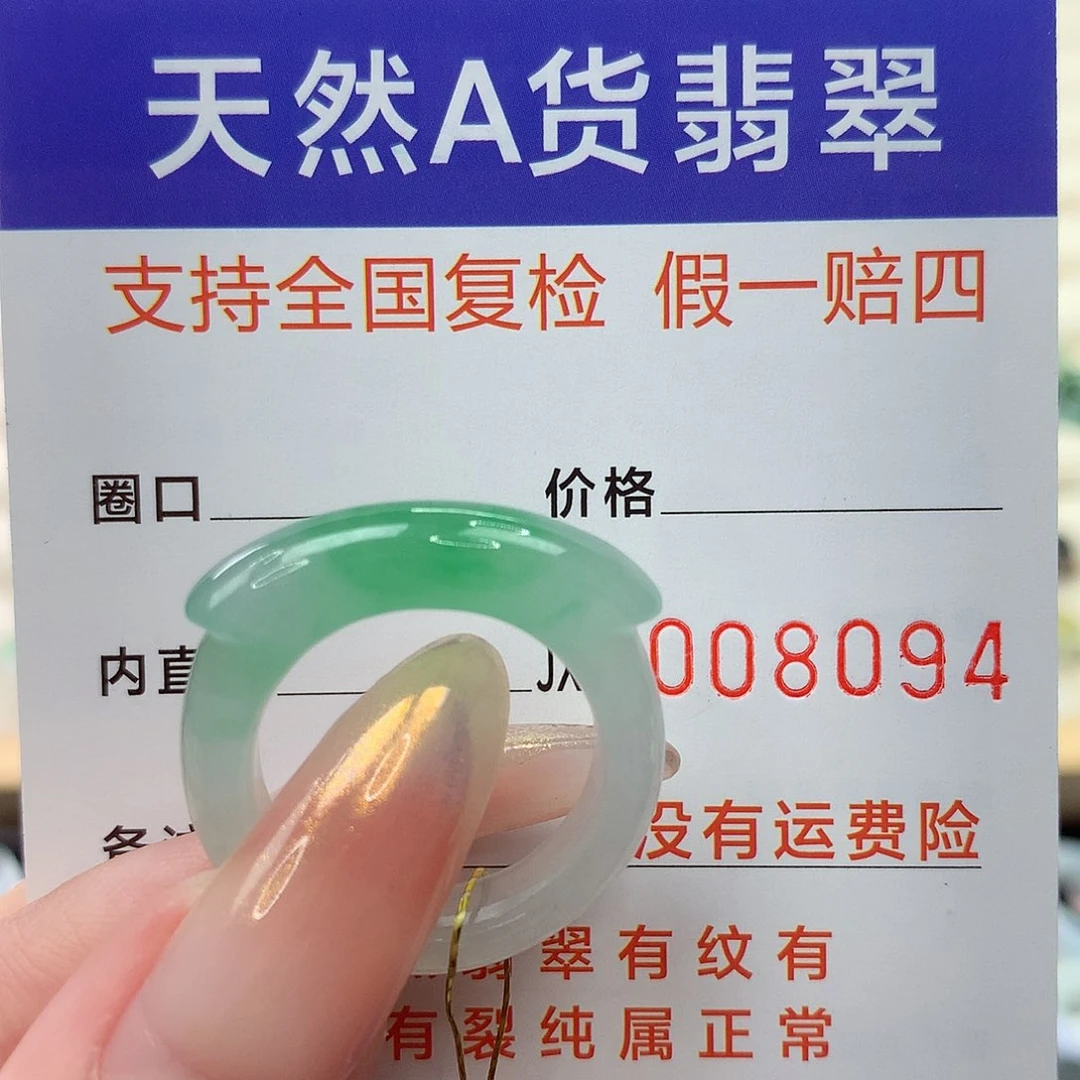 天然A货翡翠
支持全国复检 假一赔四
圈口 价格
内直 008094
没有运费险
翠有纹有
有裂纯属正常